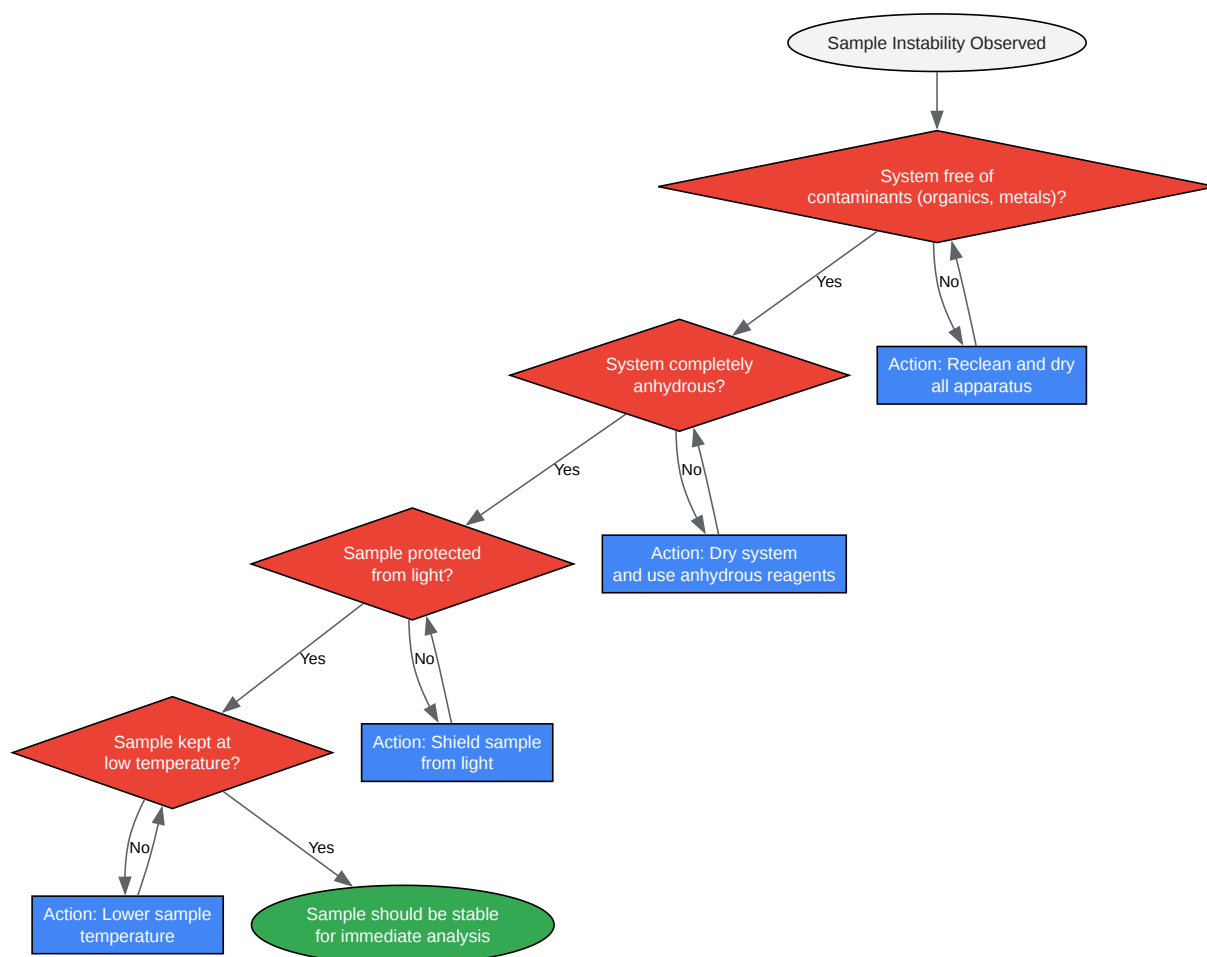 Sample Instability Observed
System free of
contaminants (organics, metals)?
Yes
No
Action: Reclean and dry
all apparatus
System completely
anhydrous?
Yes
No
Action: Dry system
and use anhydrous reagents
Sample protected
from light?
Yes
No
Action: Shield sample
from light
Sample kept at
low temperature?
No
Yes
Action: Lower sample
temperature
Sample should be stable
for immediate analysis